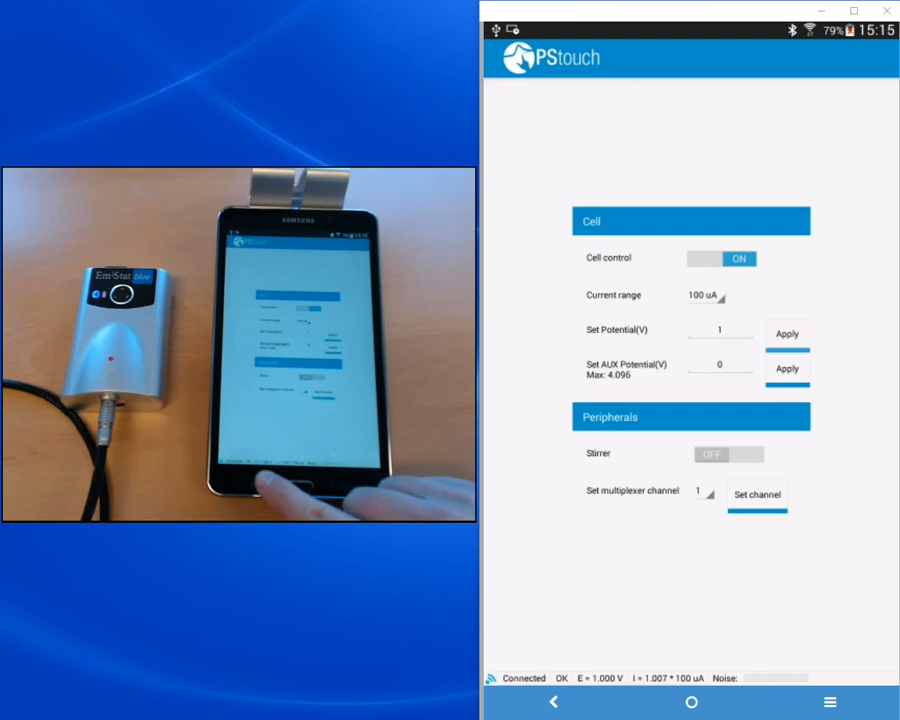 79% 15:15
PStouch
Cell
Cell control ON
Current range 100 uA
Set Potential(V) 1 Apply
Set AUX Potential(V) 0 Apply
Max: 4.096
Peripherals
Stirrer OFF
Set multiplexer channel 1 Set channel
Connected OK E = 1.000 V I = 1.007 * 100 uA Noise:
SAMSUNG
Em Stat blue